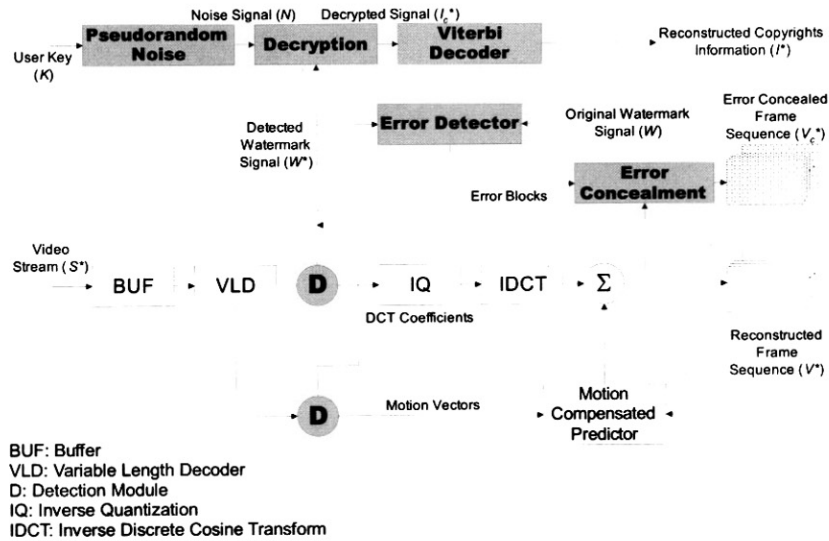 Noise Signal (N)
Decrypted Signal (Ic*)
User Key
(K)
Pseudorandom
Noise
Decryption
Viterbi
Decoder
Reconstructed Copyrights
Information (I*)
Detected
Watermark
Signal (W*)
Error Detector
Original Watermark
Signal (W)
Error Concealed
Frame
Sequence (Vc*)
Error Blocks
Error
Concealment
Video
Stream (S*)
BUF
VLD
D
IQ
IDCT
Σ
DCT Coefficients
Reconstructed
Frame
Sequence (V*)
D
Motion Vectors
Motion
Compensated
Predictor
BUF: Buffer
VLD: Variable Length Decoder
D: Detection Module
IQ: Inverse Quantization
IDCT: Inverse Discrete Cosine Transform